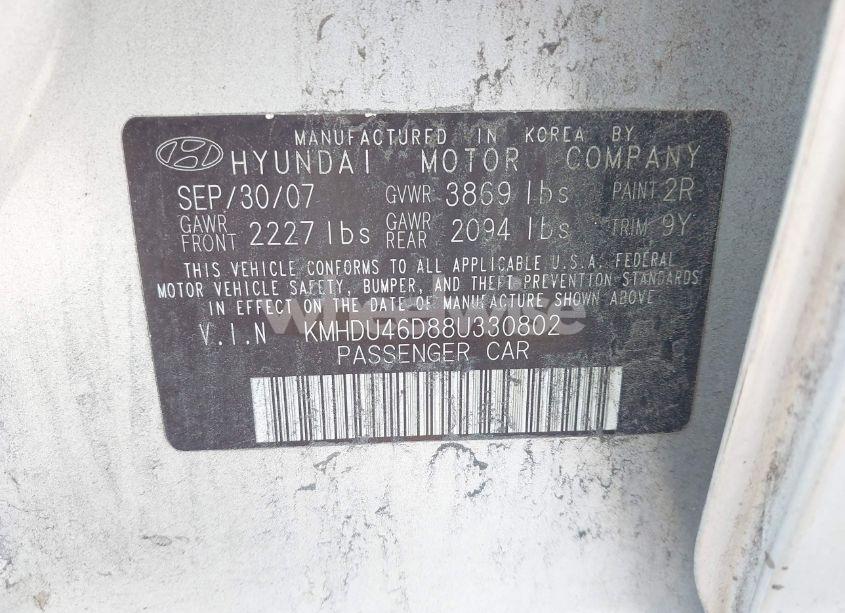 MANUFACTURED IN KOREA BY
HYUNDAI MOTOR COMPANY
SEP/30/07 GVWR 3869 lbs PAINT 2R
GAWR FRONT 2227 lbs GAWR REAR 2094 lbs TRIM 9Y
THIS VEHICLE CONFORMS TO ALL APPLICABLE U.S.A. FEDERAL
MOTOR VEHICLE SAFETY, BUMPER, AND THEFT PREVENTION STANDARDS
IN EFFECT ON THE DATE OF MANUFACTURE SHOWN ABOVE.
V.I.N KMHDU46D88U330802
PASSENGER CAR
wheelwise